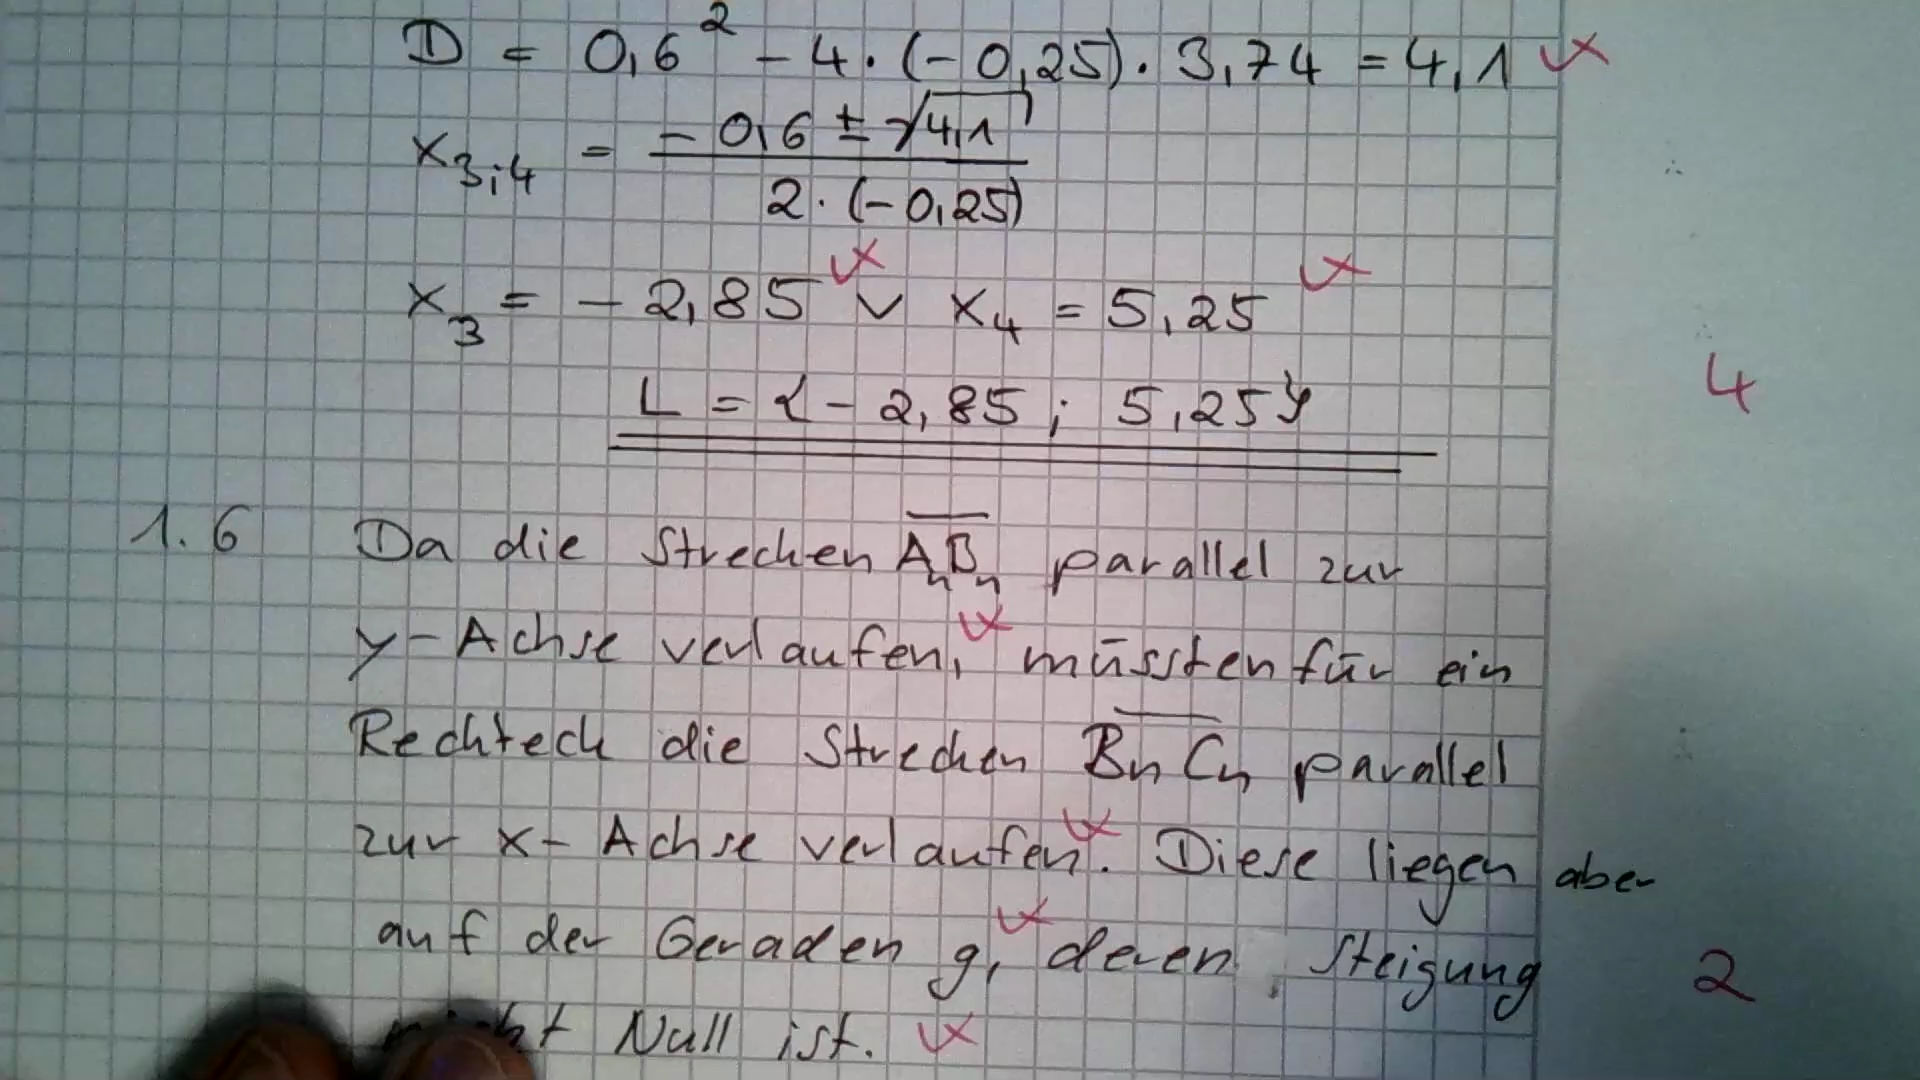 D = 0,6² - 4 · (-0,25) · 3,74 = 4,1
x₃;₄ = (-0,6 ± √4,1) / (2 · (-0,25))
x₃ = - 2,85 ∨ x₄ = 5,25
L = {- 2,85 ; 5,25}
4
1.6 Da die Strecken A̅ₙB̅ₙ parallel zur
y-Achse verlaufen, müssten für ein
Rechteck die Strecken B̅ₙC̅ₙ parallel
zur x-Achse verlaufen. Diese liegen aber
auf der Geraden g, deren Steigung
2
Null ist.